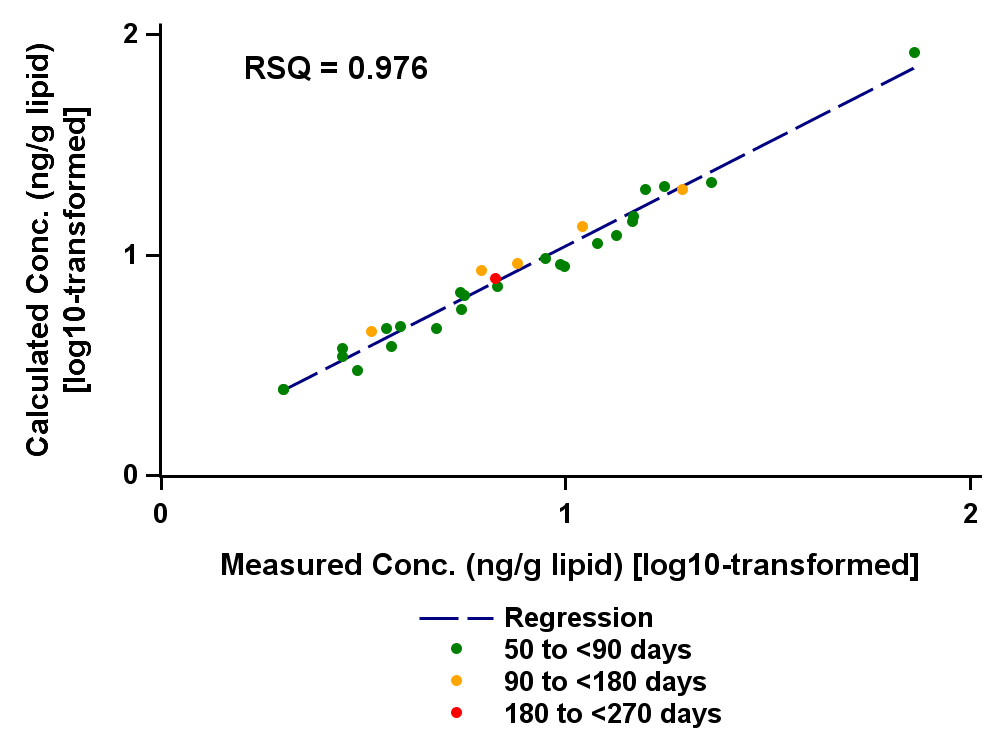 RSQ = 0.976
Calculated Conc. (ng/g lipid)
[log10-transformed]
2
1
0
0 1 2
Measured Conc. (ng/g lipid) [log10-transformed]
Regression
50 to <90 days
90 to <180 days
180 to <270 days